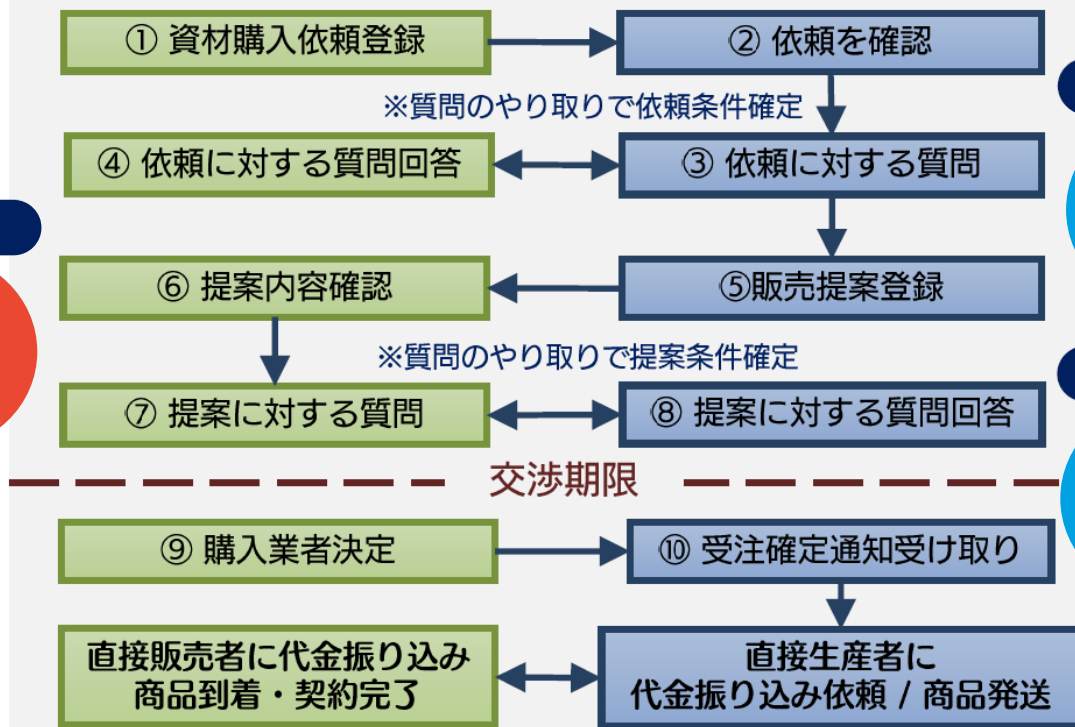 ① 資材購入依頼登録
② 依頼を確認
※質問のやり取りで依頼条件確定
④ 依頼に対する質問回答
③ 依頼に対する質問
⑥ 提案内容確認
⑤販売提案登録
※質問のやり取りで提案条件確定
⑦ 提案に対する質問
⑧ 提案に対する質問回答
交渉期限
⑨ 購入業者決定
⑩ 受注確定通知受け取り
直接販売者に代金振り込み
商品到着・契約完了
直接生産者に
代金振り込み依頼 / 商品発送